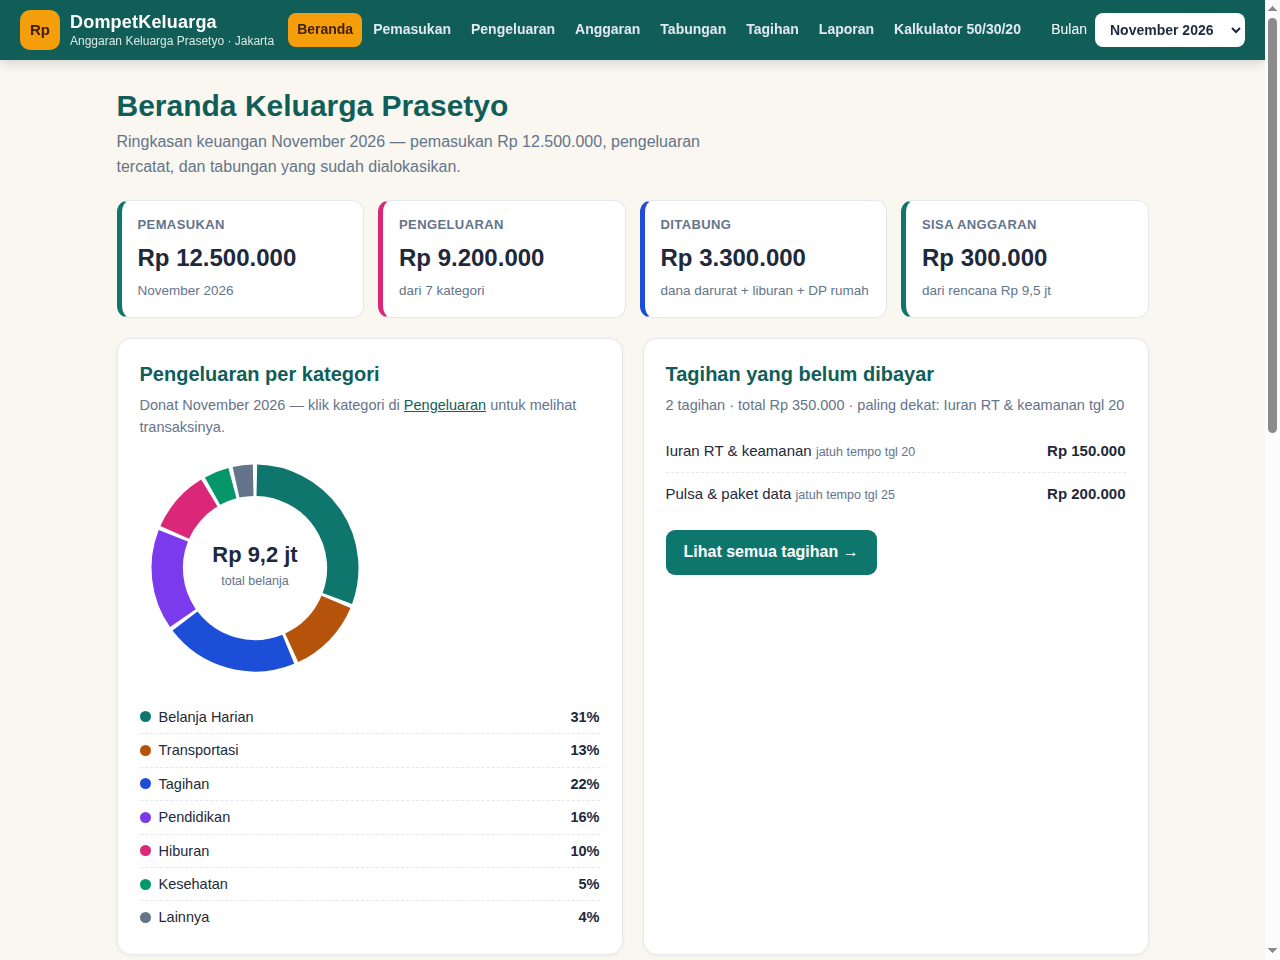 Rp
DompetKeluarga
Anggaran Keluarga Prasetyo · Jakarta
Beranda
Pemasukan
Pengeluaran
Anggaran
Tabungan
Tagihan
Laporan
Kalkulator 50/30/20
Bulan
November 2026
Beranda Keluarga Prasetyo
Ringkasan keuangan November 2026 — pemasukan Rp 12.500.000, pengeluaran
tercatat, dan tabungan yang sudah dialokasikan.
PEMASUKAN
Rp 12.500.000
November 2026
PENGELUARAN
Rp 9.200.000
dari 7 kategori
DITABUNG
Rp 3.300.000
dana darurat + liburan + DP rumah
SISA ANGGARAN
Rp 300.000
dari rencana Rp 9,5 jt
Pengeluaran per kategori
Donat November 2026 — klik kategori di Pengeluaran untuk melihat
transaksinya.
Rp 9,2 jt
total belanja
Belanja Harian 31%
Transportasi 13%
Tagihan 22%
Pendidikan 16%
Hiburan 10%
Kesehatan 5%
Lainnya 4%
Tagihan yang belum dibayar
2 tagihan · total Rp 350.000 · paling dekat: Iuran RT & keamanan tgl 20
Iuran RT & keamanan jatuh tempo tgl 20 Rp 150.000
Pulsa & paket data jatuh tempo tgl 25 Rp 200.000
Lihat semua tagihan →